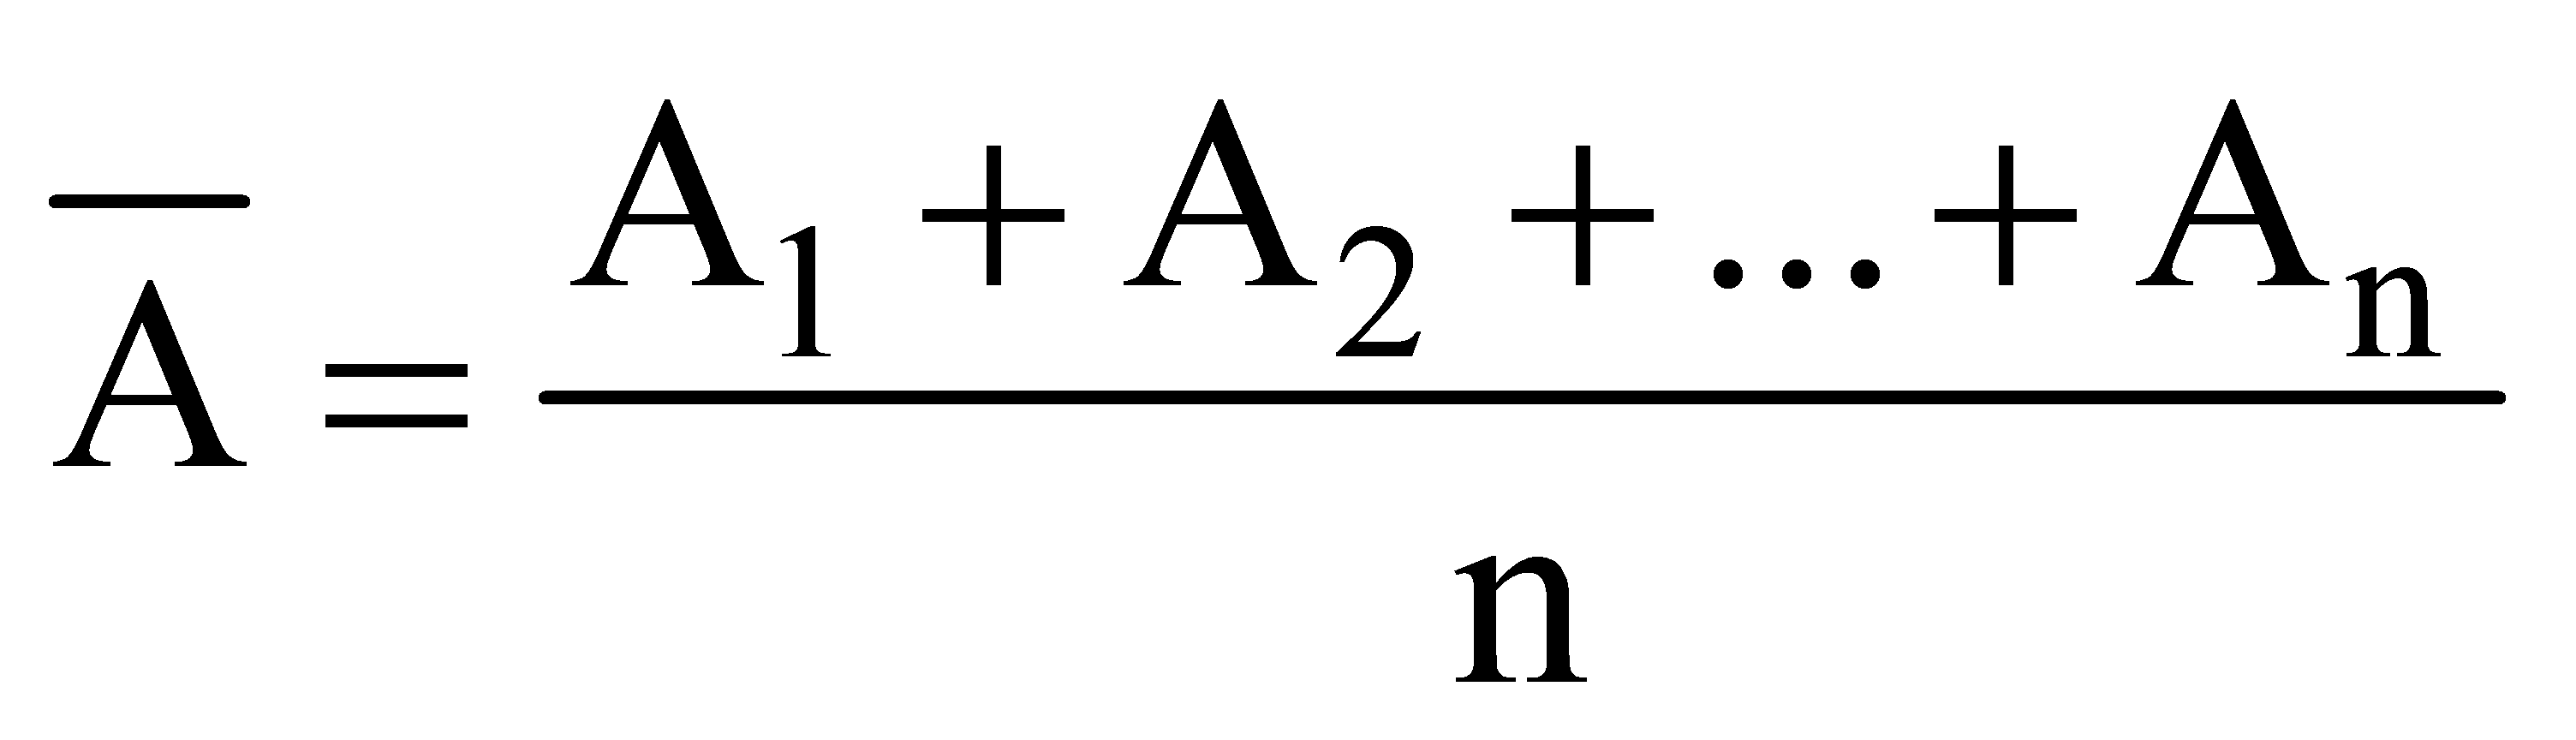 A̅ = A₁ + A₂ + ... + Aₙ / n